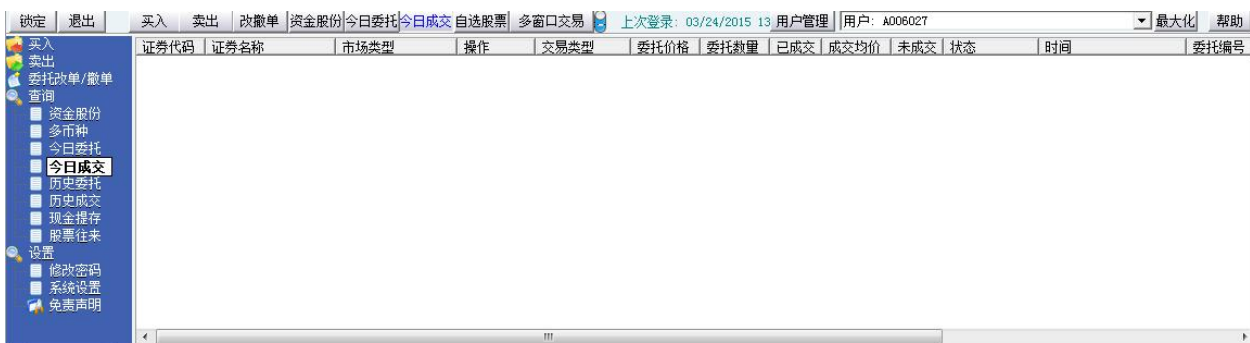 锁定 退出 买入 卖出 改撤单 资金股份 今日委托 今日成交 自选股票 多窗口交易 上次登录: 03/24/2015 13 用户管理 用户: A006027 最大化 帮助
证券代码 证券名称 市场类型 操作 交易类型 委托价格 委托数量 已成交 成交均价 未成交 状态 时间 委托编号
买入
卖出
委托改单/撤单
查询
资金股份
多币种
今日委托
今日成交
历史委托
历史成交
现金提存
股票往来
设置
修改密码
系统设置
免责声明